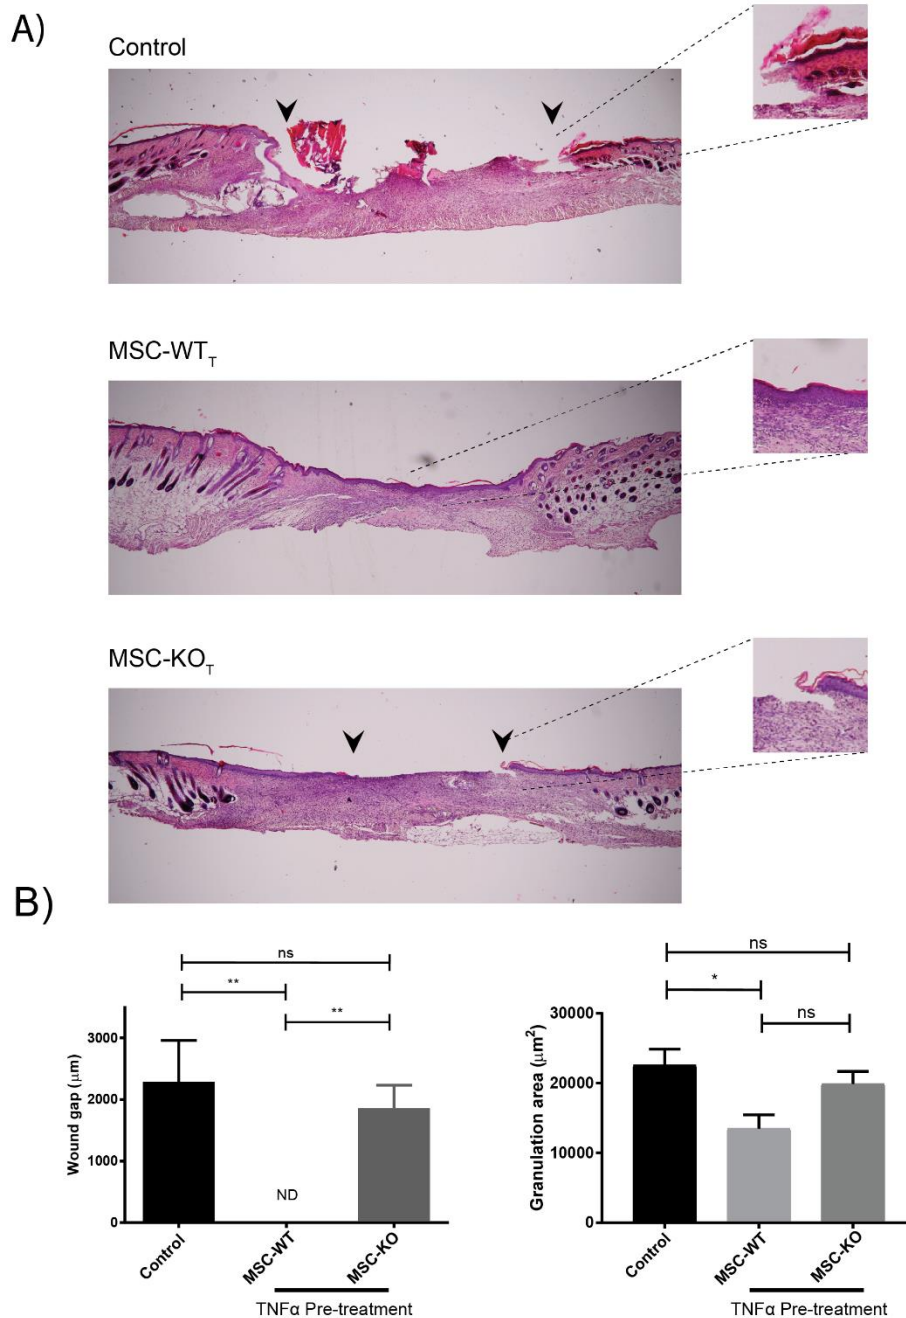 A)
Control
MSC-WTT
MSC-KOT
B)
ns
**
**
3000
2000
1000
0
Wound gap (μm)
ND
Control
MSC-WT
MSC-KO
TNFα Pre-treatment
ns
*
ns
30000
20000
10000
0
Granulation area (μm²)
Control
MSC-WT
MSC-KO
TNFα Pre-treatment